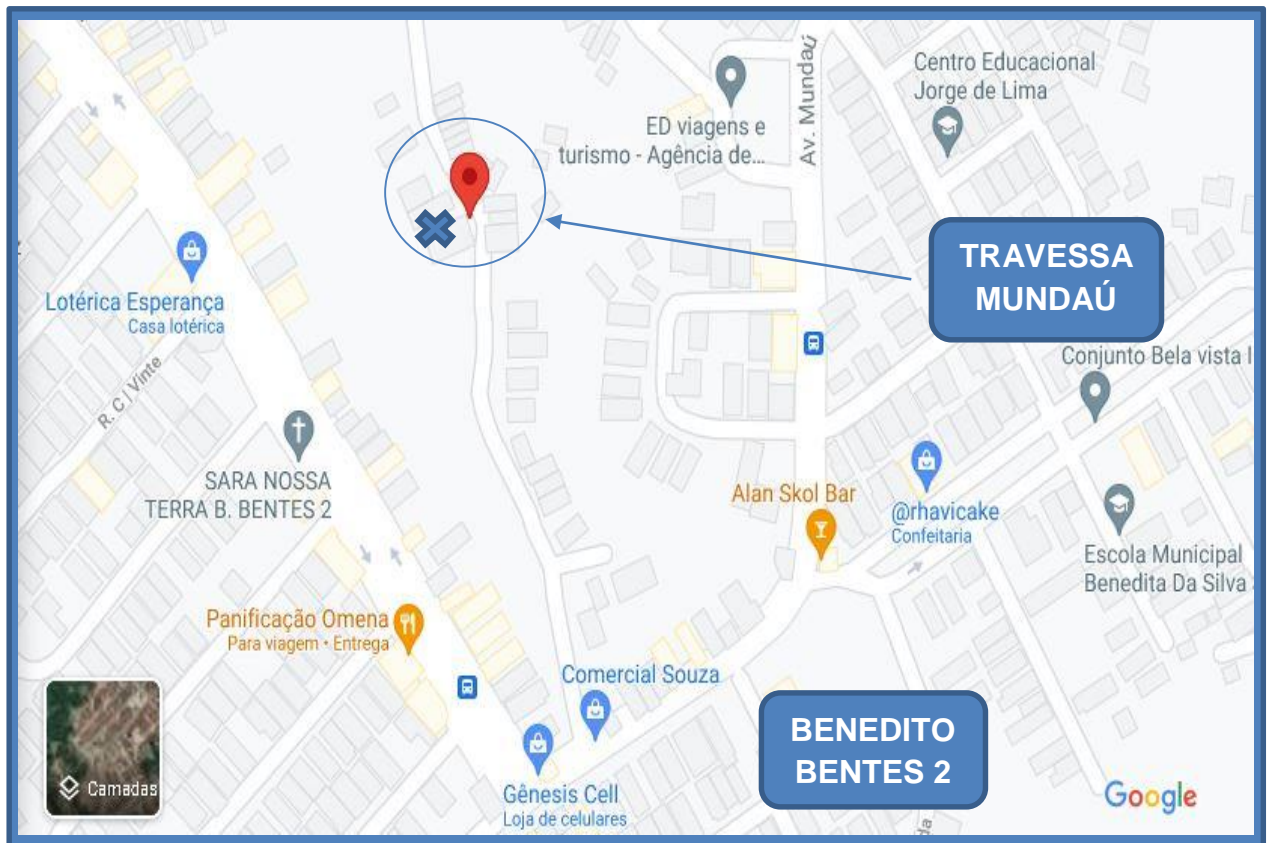 Av. Mundaú
Centro Educacional
Jorge de Lima
ED viagens e
turismo - Agência de...
TRAVESSA
MUNDAÚ
Lotérica Esperança
Casa lotérica
R. C | Vinte
Conjunto Bela vista I
SARA NOSSA
TERRA B. BENTES 2
Alan Skol Bar
@rhavicake
Confeitaria
Escola Municipal
Benedita Da Silva
Panificação Omena
Para viagem • Entrega
Comercial Souza
BENEDITO
BENTES 2
Camadas
Gênesis Cell
Loja de celulares
Google